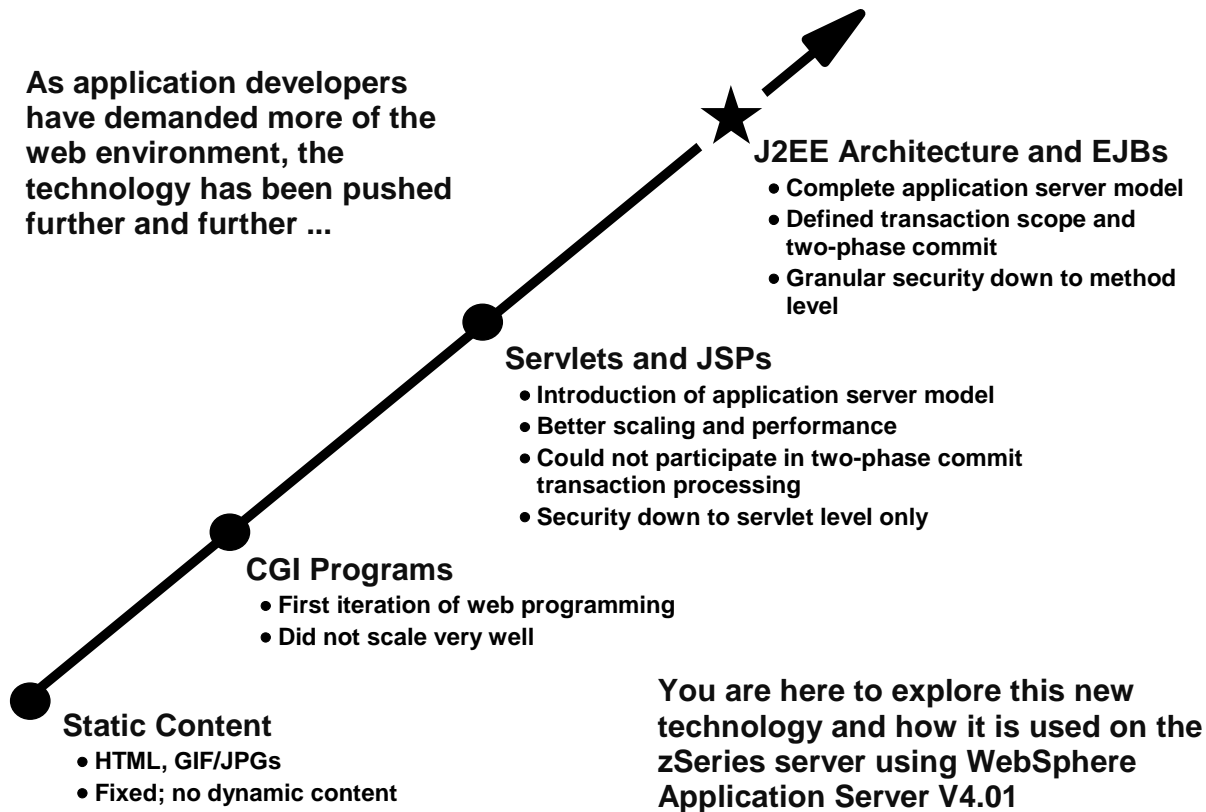 As application developers
have demanded more of the
web environment, the
technology has been pushed
further and further ...
J2EE Architecture and EJBs
• Complete application server model
• Defined transaction scope and
two-phase commit
• Granular security down to method
level
Servlets and JSPs
• Introduction of application server model
• Better scaling and performance
• Could not participate in two-phase commit
transaction processing
• Security down to servlet level only
CGI Programs
• First iteration of web programming
• Did not scale very well
Static Content
• HTML, GIF/JPGs
• Fixed; no dynamic content
You are here to explore this new
technology and how it is used on the
zSeries server using WebSphere
Application Server V4.01